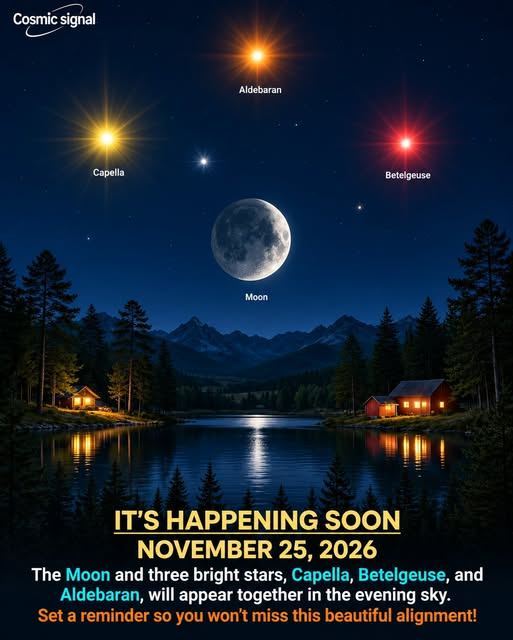 Cosmic signal
Aldebaran
Capella
Betelgeuse
Moon
IT'S HAPPENING SOON
NOVEMBER 25, 2026
The Moon and three bright stars, Capella, Betelgeuse, and
Aldebaran, will appear together in the evening sky.
Set a reminder so you won't miss this beautiful alignment!